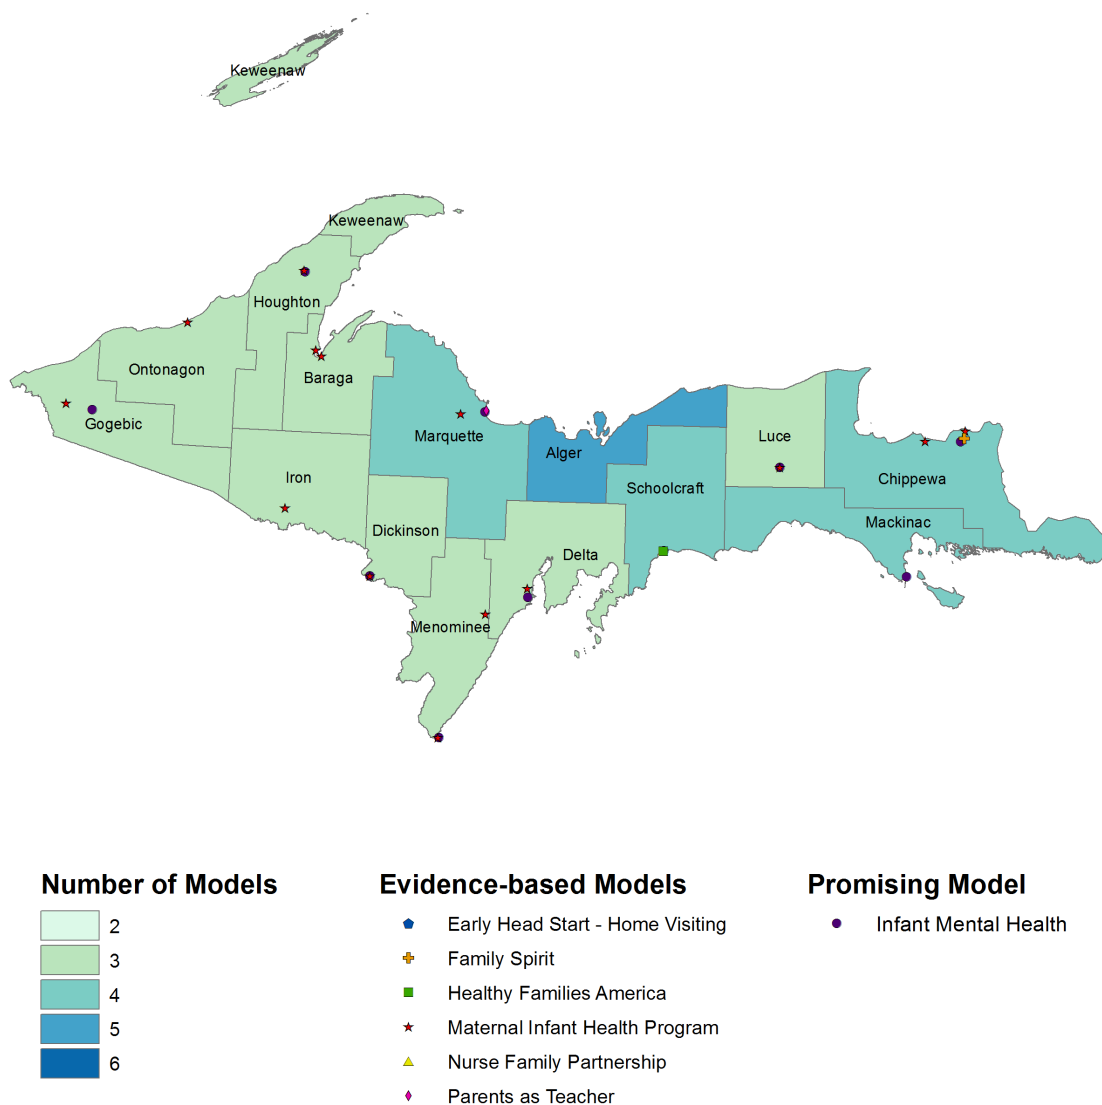 Keweenaw
Keweenaw
Houghton
Ontonagon
Baraga
Gogebic
Marquette
Luce
Alger
Iron
Schoolcraft
Chippewa
Mackinac
Dickinson
Delta
Menominee
Number of Models
2
3
4
5
6
Evidence-based Models
Early Head Start - Home Visiting
Family Spirit
Healthy Families America
Maternal Infant Health Program
Nurse Family Partnership
Parents as Teacher
Promising Model
Infant Mental Health